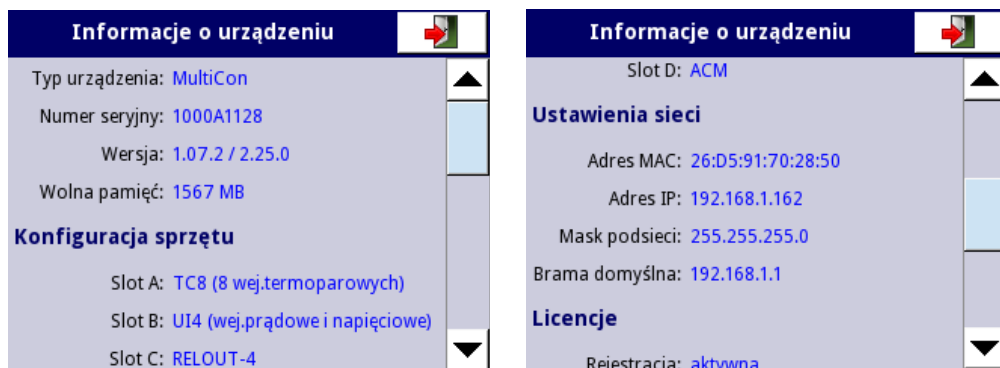 Informacje o urządzeniu
Typ urządzenia: MultiCon
Numer seryjny: 1000A1128
Wersja: 1.07.2 / 2.25.0
Wolna pamięć: 1567 MB
Konfiguracja sprzętu
Slot A: TC8 (8 wej.termoparowych)
Slot B: UI4 (wej.prądowe i napięciowe)
Slot C: RELOUT-4
Informacje o urządzeniu
Slot D: ACM
Ustawienia sieci
Adres MAC: 26:D5:91:70:28:50
Adres IP: 192.168.1.162
Mask podsieci: 255.255.255.0
Brama domyślna: 192.168.1.1
Licencje
Rejestracja: aktywna